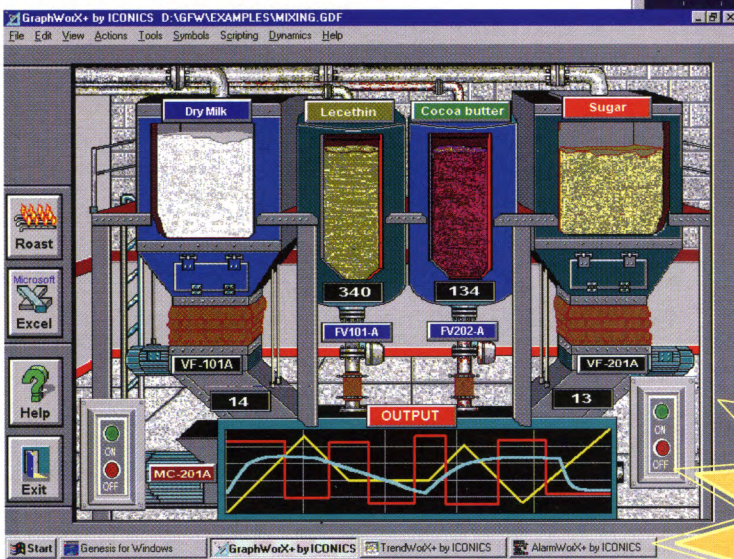 GraphWorX+ by ICONICS D:\GFW\EXAMPLES\MIXING.GDF
File Edit View Actions Tools Symbols Scripting Dynamics Help
Dry Milk
Lecethin
Cocoa butter
Sugar
Roast
Microsoft
Excel
340
134
FV101-A
FV202-A
VF-101A
VF-201A
Help
14
13
OUTPUT
ON
OFF
ON
OFF
MC-201A
Exit
Start Genesis for Windows GraphWorX+ by ICONICS TrendWorX+ by ICONICS AlarmWorX+ by ICONICS